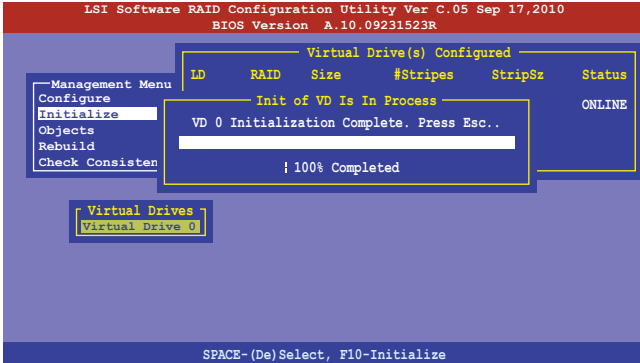 LSI Software RAID Configuration Utility Ver C.05 Sep 17,2010
BIOS Version A.10.09231523R
Virtual Drive(s) Configured
LD RAID Size #Stripes StripSz Status
ONLINE
Management Menu
Configure
Initialize
Objects
Rebuild
Check Consisten
Init of VD Is In Process
VD 0 Initialization Complete. Press Esc..
100% Completed
Virtual Drives
Virtual Drive 0
SPACE-(De)Select, F10-Initialize